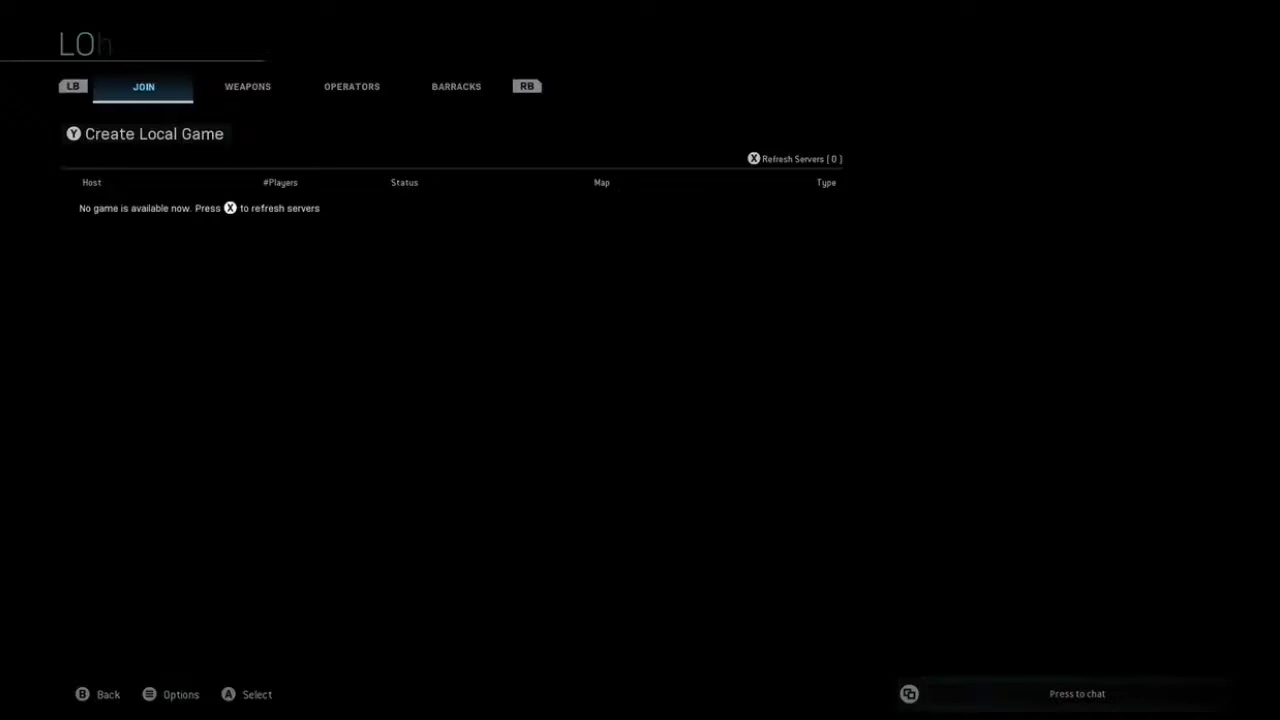 LOh
LB JOIN WEAPONS OPERATORS BARRACKS RB
Y Create Local Game
X Refresh Servers [ 0 ]
Host #Players Status Map Type
No game is available now. Press X to refresh servers
B Back Options A Select
Press to chat